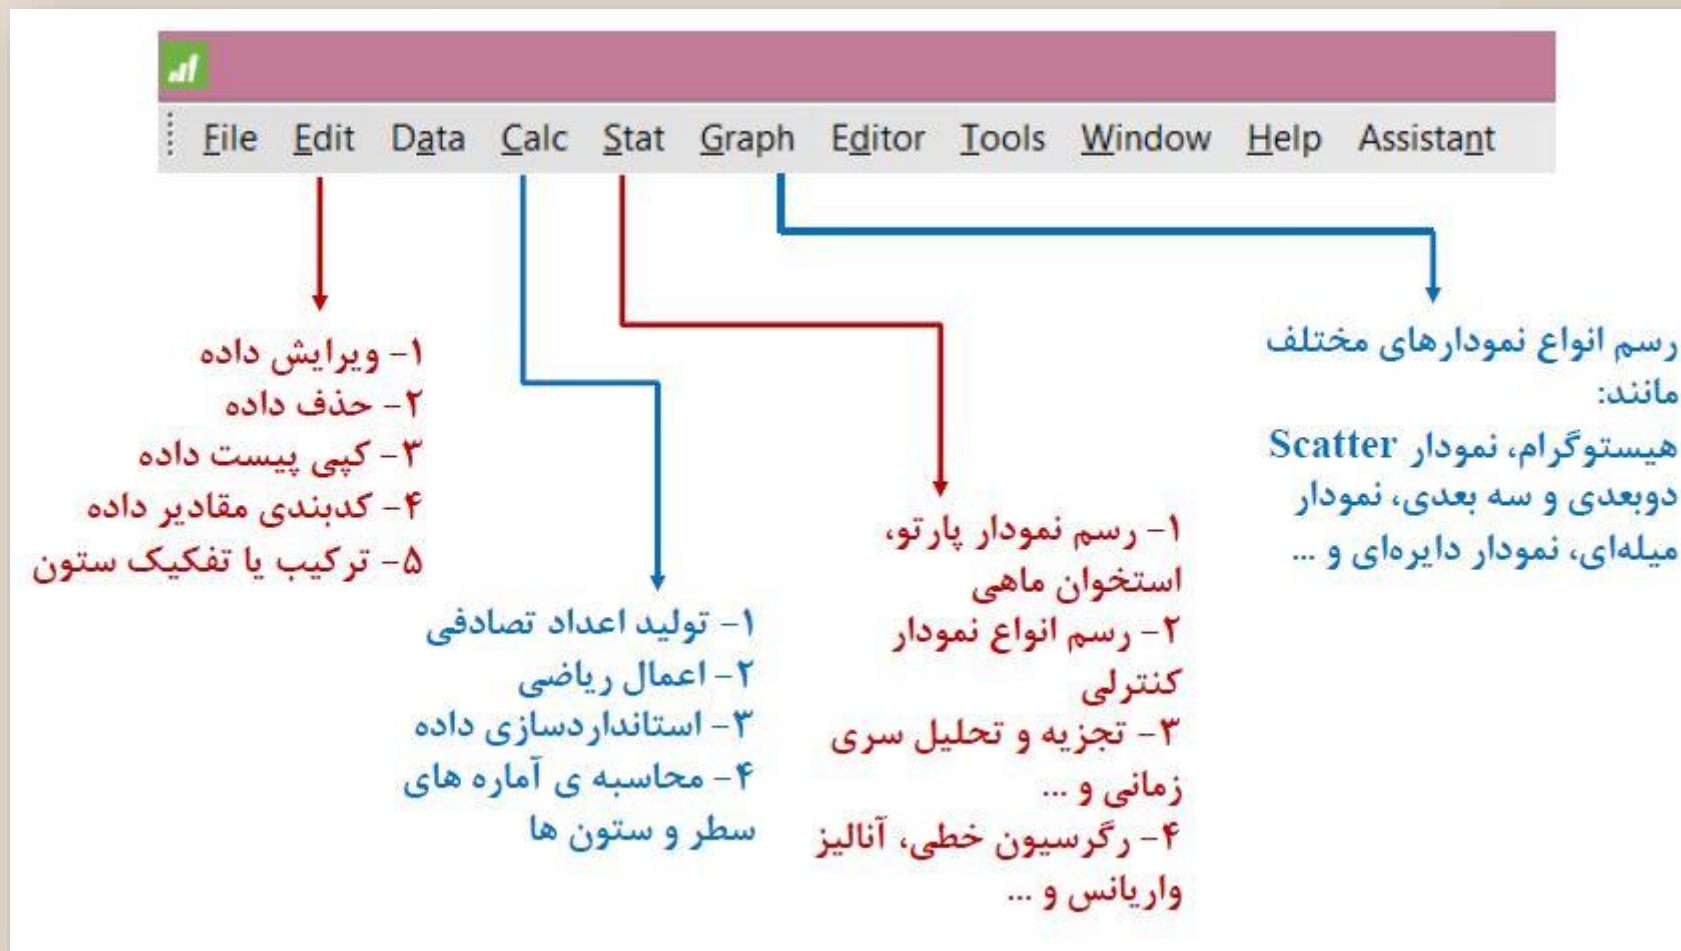 File Edit Data Calc Stat Graph Editor Tools Window Help Assistant
۱- ویرایش داده
۲- حذف داده
۳- کپی پیست داده
۴- کدبندی مقادیر داده
۵- ترکیب یا تفکیک ستون
۱- تولید اعداد تصادفی
۲- اعمال ریاضی
۳- استانداردسازی داده
۴- محاسبه ی آماره های
سطر و ستون ها
۱- رسم نمودار پارتو،
استخوان ماهی
۲- رسم انواع نمودار
کنترلی
۳- تجزیه و تحلیل سری
زمانی و ...
۴- رگرسیون خطی، آنالیز
واریانس و ...
رسم انواع نمودارهای مختلف
مانند:
هیستوگرام، نمودار Scatter
دوبعدی و سه بعدی، نمودار
میله‌ای، نمودار دایره‌ای و ...